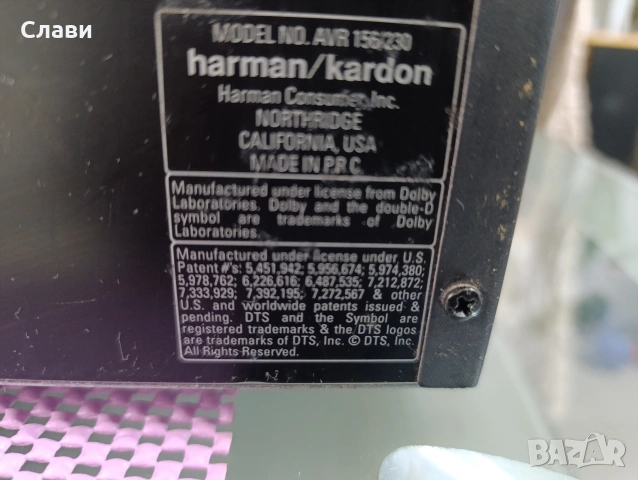 Слави
MODEL NO. AVR 156/230
harman/kardon
Harman Consumer, Inc.
NORTHRIDGE
CALIFORNIA, USA
MADE IN P.R.C.
Manufactured under license from Dolby
Laboratories. Dolby and the double-D
symbol are trademarks of Dolby
Laboratories.
Manufactured under license under U.S.
Patent #'s: 5,451,942; 5,956,674; 5,974,380;
5,978,762; 6,226,616; 6,487,535; 7,212,872;
7,333,929; 7,392,195; 7,272,567 & other
U.S. and worldwide patents issued &
pending. DTS and the Symbol are
registered trademarks & the DTS logos
are trademarks of DTS, Inc. © DTS, Inc.
All Rights Reserved.
BAZAR
bg